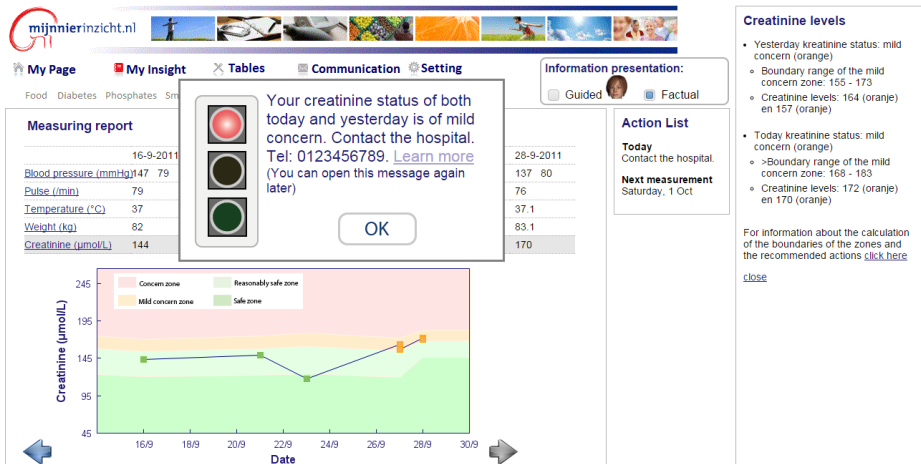 mijnnierinzicht.nl
My Page
My Insight
Tables
Communication
Setting
Information presentation:
Guided
Factual
Food Diabetes Phosphates
Measuring report
16-9-2011
28-9-2011
Blood pressure (mmHg) 147 79
137 80
Pulse (/min) 79
76
Temperature (°C) 37
37.1
Weight (kg) 82
83.1
Creatinine (µmol/L) 144
170
Your creatinine status of both
today and yesterday is of mild
concern. Contact the hospital.
Tel: 0123456789. Learn more
(You can open this message again
later)
OK
Action List
Today
Contact the hospital.
Next measurement
Saturday, 1 Oct
Concern zone
Reasonably safe zone
Mild concern zone
Safe zone
Creatinine (µmol/L)
245
195
145
95
45
16/9 18/9 20/9 22/9 24/9 26/9 28/9 30/9
Date
Creatinine levels
Yesterday kreatinine status: mild
concern (orange)
Boundary range of the mild
concern zone: 155 - 173
Creatinine levels: 164 (oranje)
en 157 (oranje)
Today kreatinine status: mild
concern (orange)
>Boundary range of the mild
concern zone: 168 - 183
Creatinine levels: 172 (oranje)
en 170 (oranje)
For information about the calculation
of the boundaries of the zones and
the recommended actions click here
close